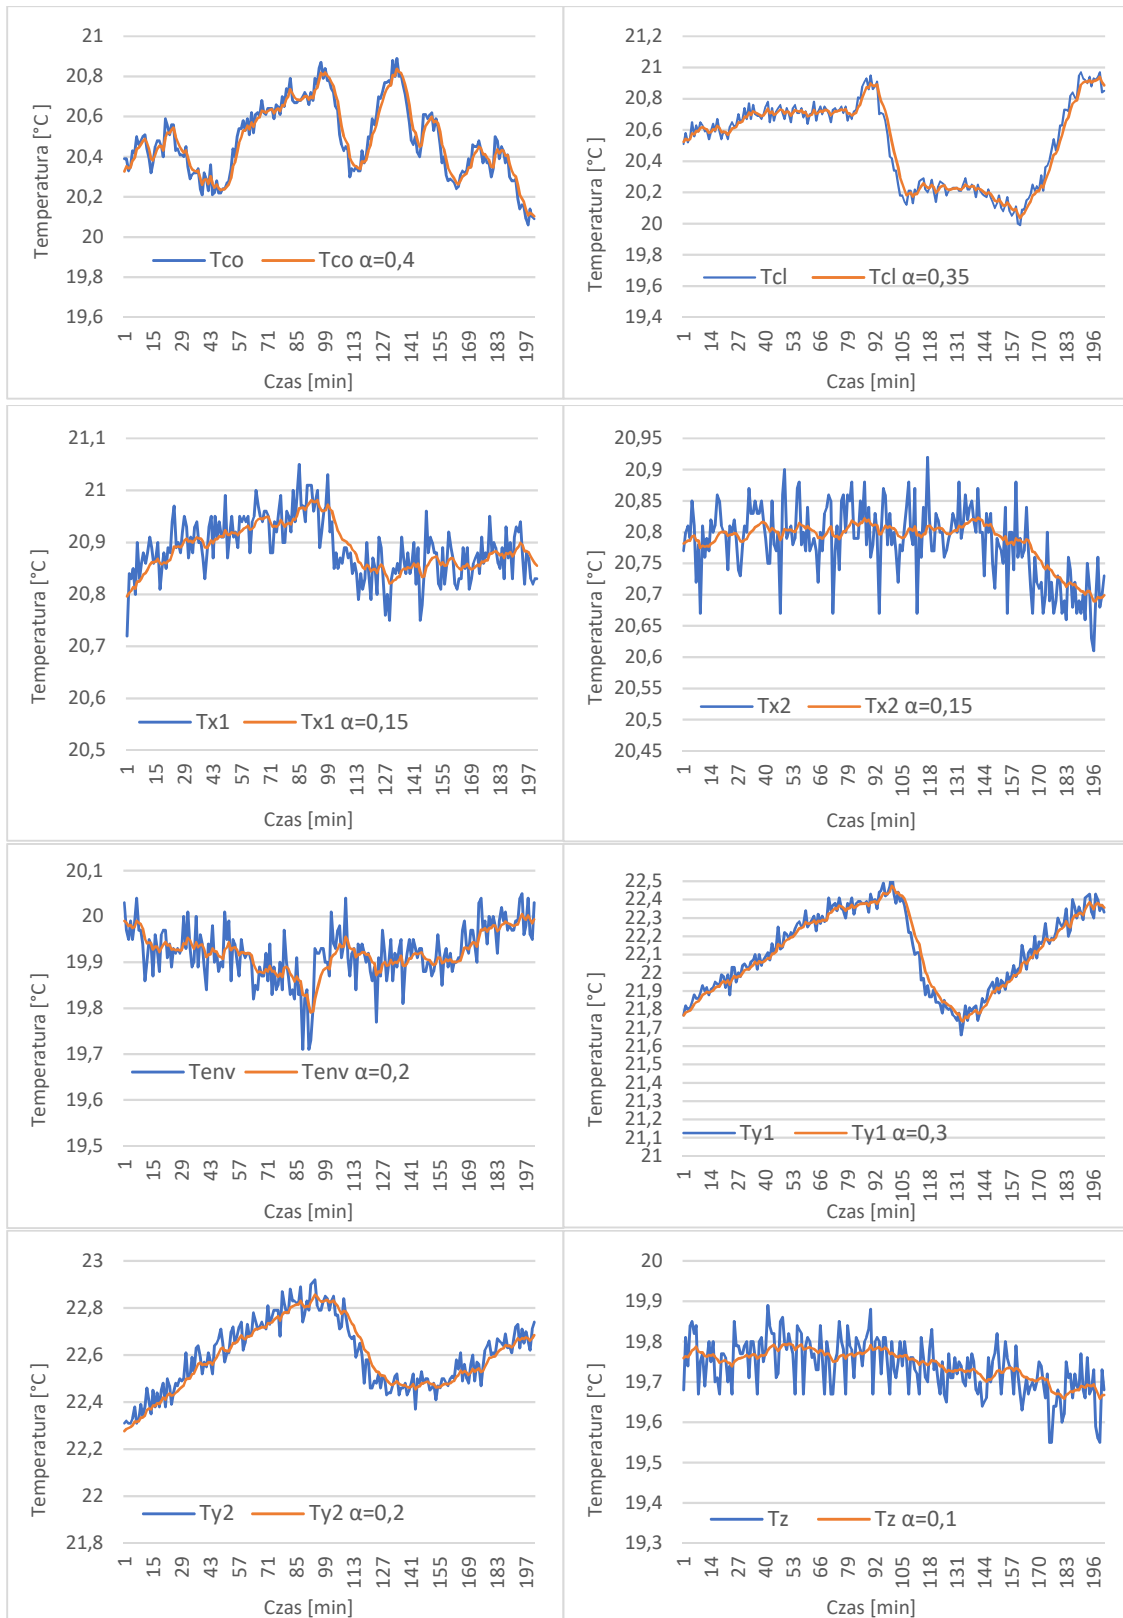 21
20,8
20,6
20,4
20,2
20
19,8
19,6
Temperatura [°C ]
Tco Tco α=0,4
1 15 29 43 57 71 85 99 113 127 141 155 169 183 197
Czas [min]
21,2
21
20,8
20,6
20,4
20,2
20
19,8
19,6
19,4
Temperatura [°C ]
Tcl Tcl α=0,35
1 14 27 40 53 66 79 92 105 118 131 144 157 170 183 196
Czas [min]
21,1
21
20,9
20,8
20,7
20,6
20,5
Temperatura [°C ]
Tx1 Tx1 α=0,15
1 15 29 43 57 71 85 99 113 127 141 155 169 183 197
Czas [min]
20,95
20,9
20,85
20,8
20,75
20,7
20,65
20,6
20,55
20,5
20,45
Temperatura [°C ]
Tx2 Tx2 α=0,15
1 14 27 40 53 66 79 92 105 118 131 144 157 170 183 196
Czas [min]
20,1
20
19,9
19,8
19,7
19,6
19,5
Temperatura [°C ]
Tenv Tenv α=0,2
1 15 29 43 57 71 85 99 113 127 141 155 169 183 197
Czas [min]
22,5
22,4
22,3
22,2
22,1
22
21,9
21,8
21,7
21,6
21,5
21,4
21,3
21,2
21,1
21
Temperatura [°C ]
Ty1 Ty1 α=0,3
1 14 27 40 53 66 79 92 105 118 131 144 157 170 183 196
Czas [min]
23
22,8
22,6
22,4
22,2
22
21,8
Temperatura [°C ]
Ty2 Ty2 α=0,2
1 15 29 43 57 71 85 99 113 127 141 155 169 183 197
Czas [min]
20
19,9
19,8
19,7
19,6
19,5
19,4
19,3
Temperatura [°C ]
Tz Tz α=0,1
1 14 27 40 53 66 79 92 105 118 131 144 157 170 183 196
Czas [min]